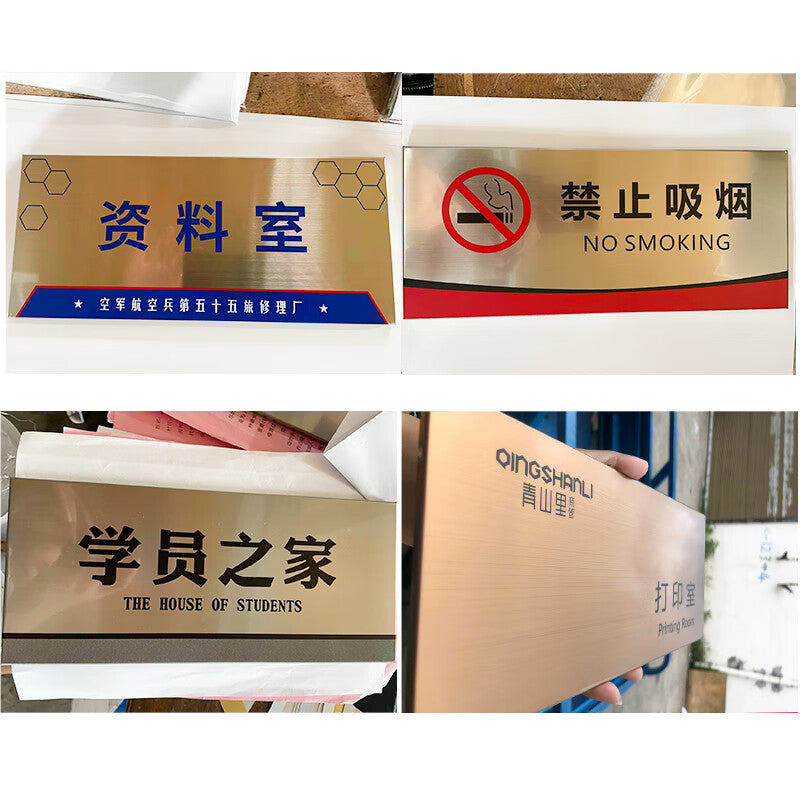 资料室
★ 空军航空兵第五十五旅修理厂 ★
禁止吸烟
NO SMOKING
学员之家
THE HOUSE OF STUDENTS
QINGSHANLI
青山里
打印室
Printing Room